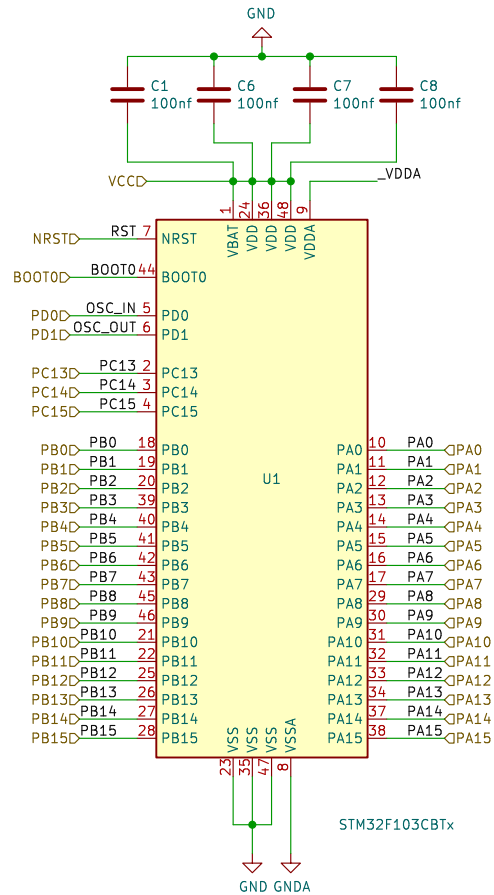 GND
C1 C6 C7 C8
100nf 100nf 100nf 100nf
VCC _VDDA
1 24 36 48 9
VBAT VDD VDD VDD VDDA
NRST RST 7 NRST
BOOT0 BOOT0 44 BOOT0
PD0 OSC_IN 5 PD0
PD1 OSC_OUT 6 PD1
PC13 PC13 2 PC13
PC14 PC14 3 PC14
PC15 PC15 4 PC15
PB0 PB0 18 PB0 PA0 10 PA0 PA0
PB1 PB1 19 PB1 PA1 11 PA1 PA1
U1
PB2 PB2 20 PB2 PA2 12 PA2 PA2
PB3 PB3 39 PB3 PA3 13 PA3 PA3
PB4 PB4 40 PB4 PA4 14 PA4 PA4
PB5 PB5 41 PB5 PA5 15 PA5 PA5
PB6 PB6 42 PB6 PA6 16 PA6 PA6
PB7 PB7 43 PB7 PA7 17 PA7 PA7
PB8 PB8 45 PB8 PA8 29 PA8 PA8
PB9 PB9 46 PB9 PA9 30 PA9 PA9
PB10 PB10 21 PB10 PA10 31 PA10 PA10
PB11 PB11 22 PB11 PA11 32 PA11 PA11
PB12 PB12 25 PB12 PA12 33 PA12 PA12
PB13 PB13 26 PB13 PA13 34 PA13 PA13
PB14 PB14 27 PB14 PA14 37 PA14 PA14
PB15 PB15 28 PB15 PA15 38 PA15 PA15
VSS VSS VSS VSSA
23 35 47 8
STM32F103CBTx
GND GNDA